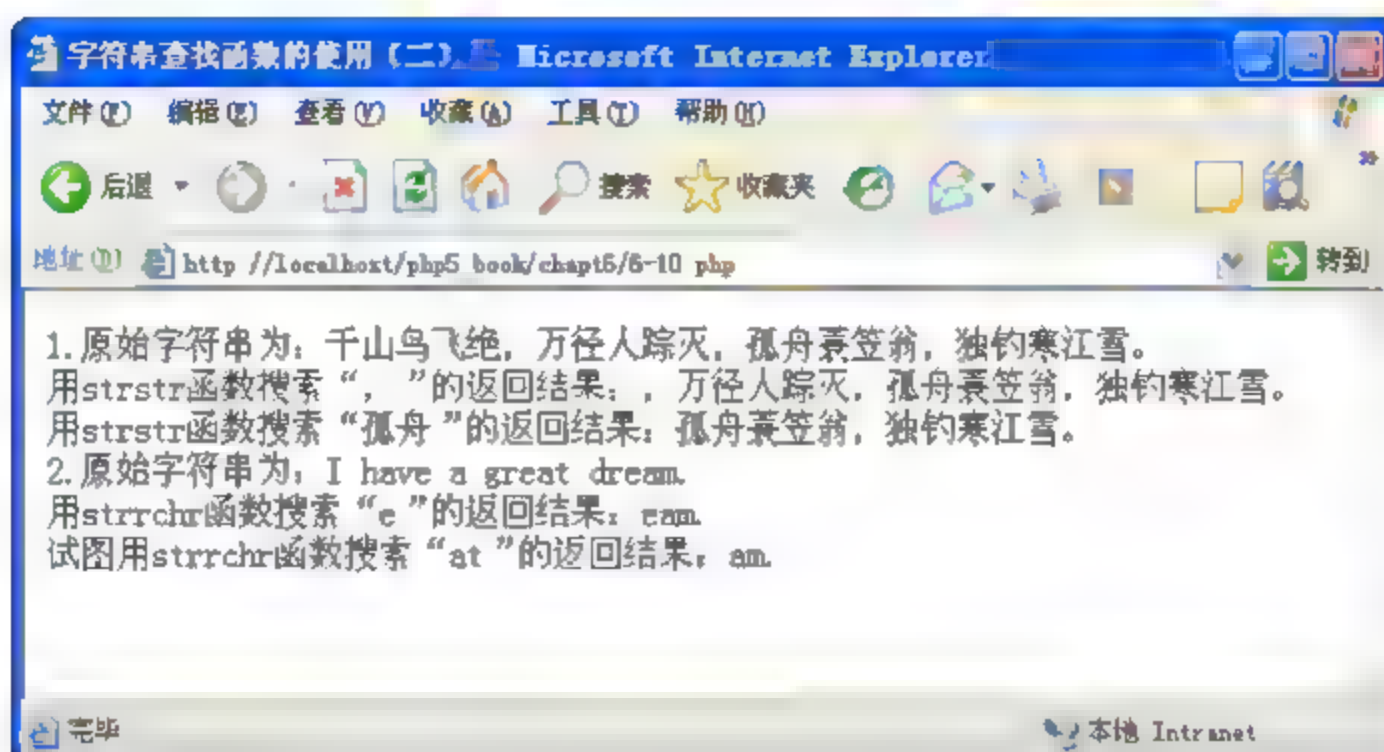 字符串查找函数的使用（二） Microsoft Internet Explorer
文件(F) 编辑(E) 查看(V) 收藏(A) 工具(T) 帮助(H)
后退 搜索 收藏夹
地址(D) http //localhost/php5 book/chapt6/6-10 php 转到
1.原始字符串为：千山鸟飞绝，万径人踪灭，孤舟蓑笠翁，独钓寒江雪。
用strstr函数搜索“，”的返回结果：，万径人踪灭，孤舟蓑笠翁，独钓寒江雪。
用strstr函数搜索“孤舟”的返回结果：孤舟蓑笠翁，独钓寒江雪。
2.原始字符串为：I have a great dream.
用strrchr函数搜索“e”的返回结果：eam.
试图用strrchr函数搜索“at”的返回结果：am.
完毕 本地 Intranet